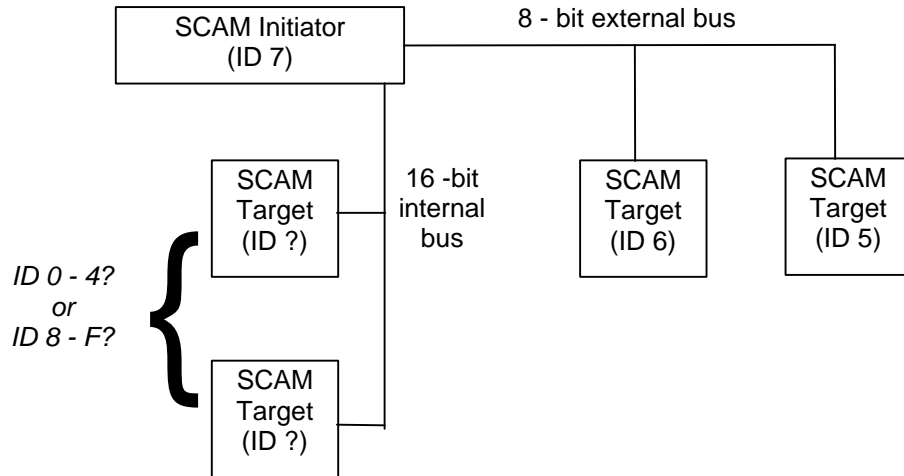 SCAM Initiator
(ID 7)
8 - bit external bus
SCAM
Target
(ID ?)
16 -bit
internal
bus
SCAM
Target
(ID 6)
SCAM
Target
(ID 5)
ID 0 - 4?
or
ID 8 - F?
{
SCAM
Target
(ID ?)